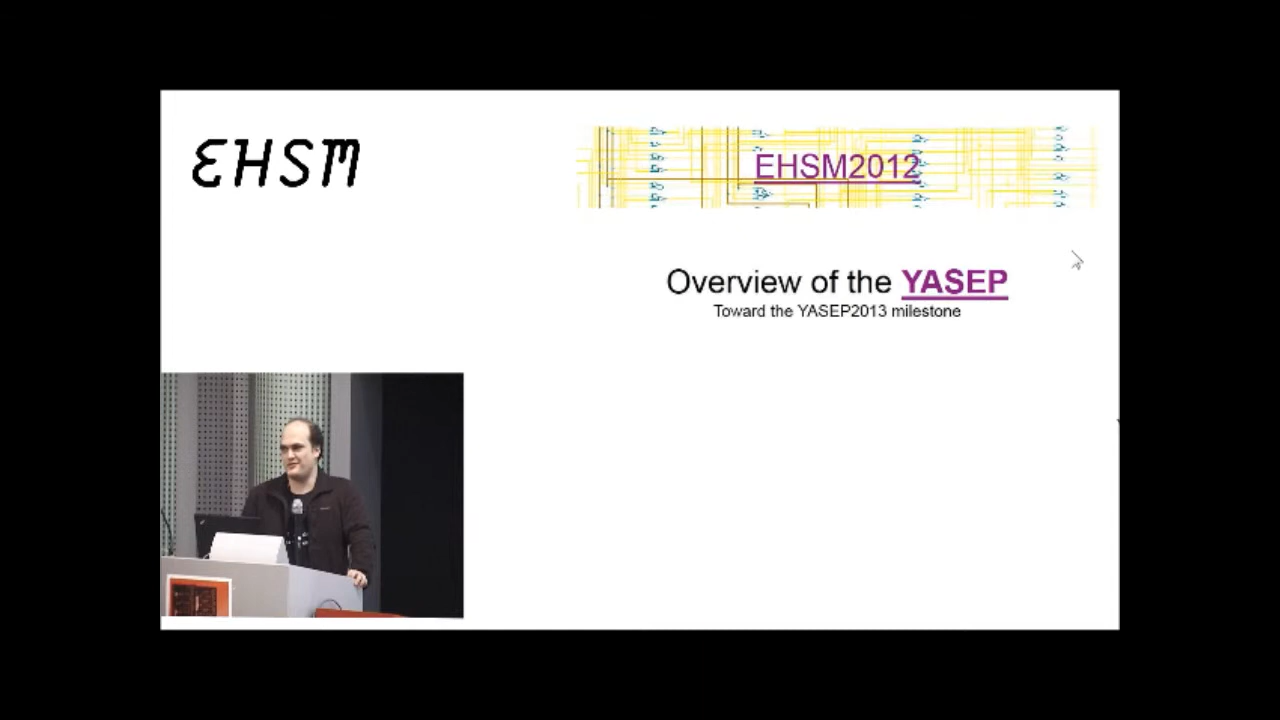 EHSM
EHSM2012
Overview of the YASEP
Toward the YASEP2013 milestone